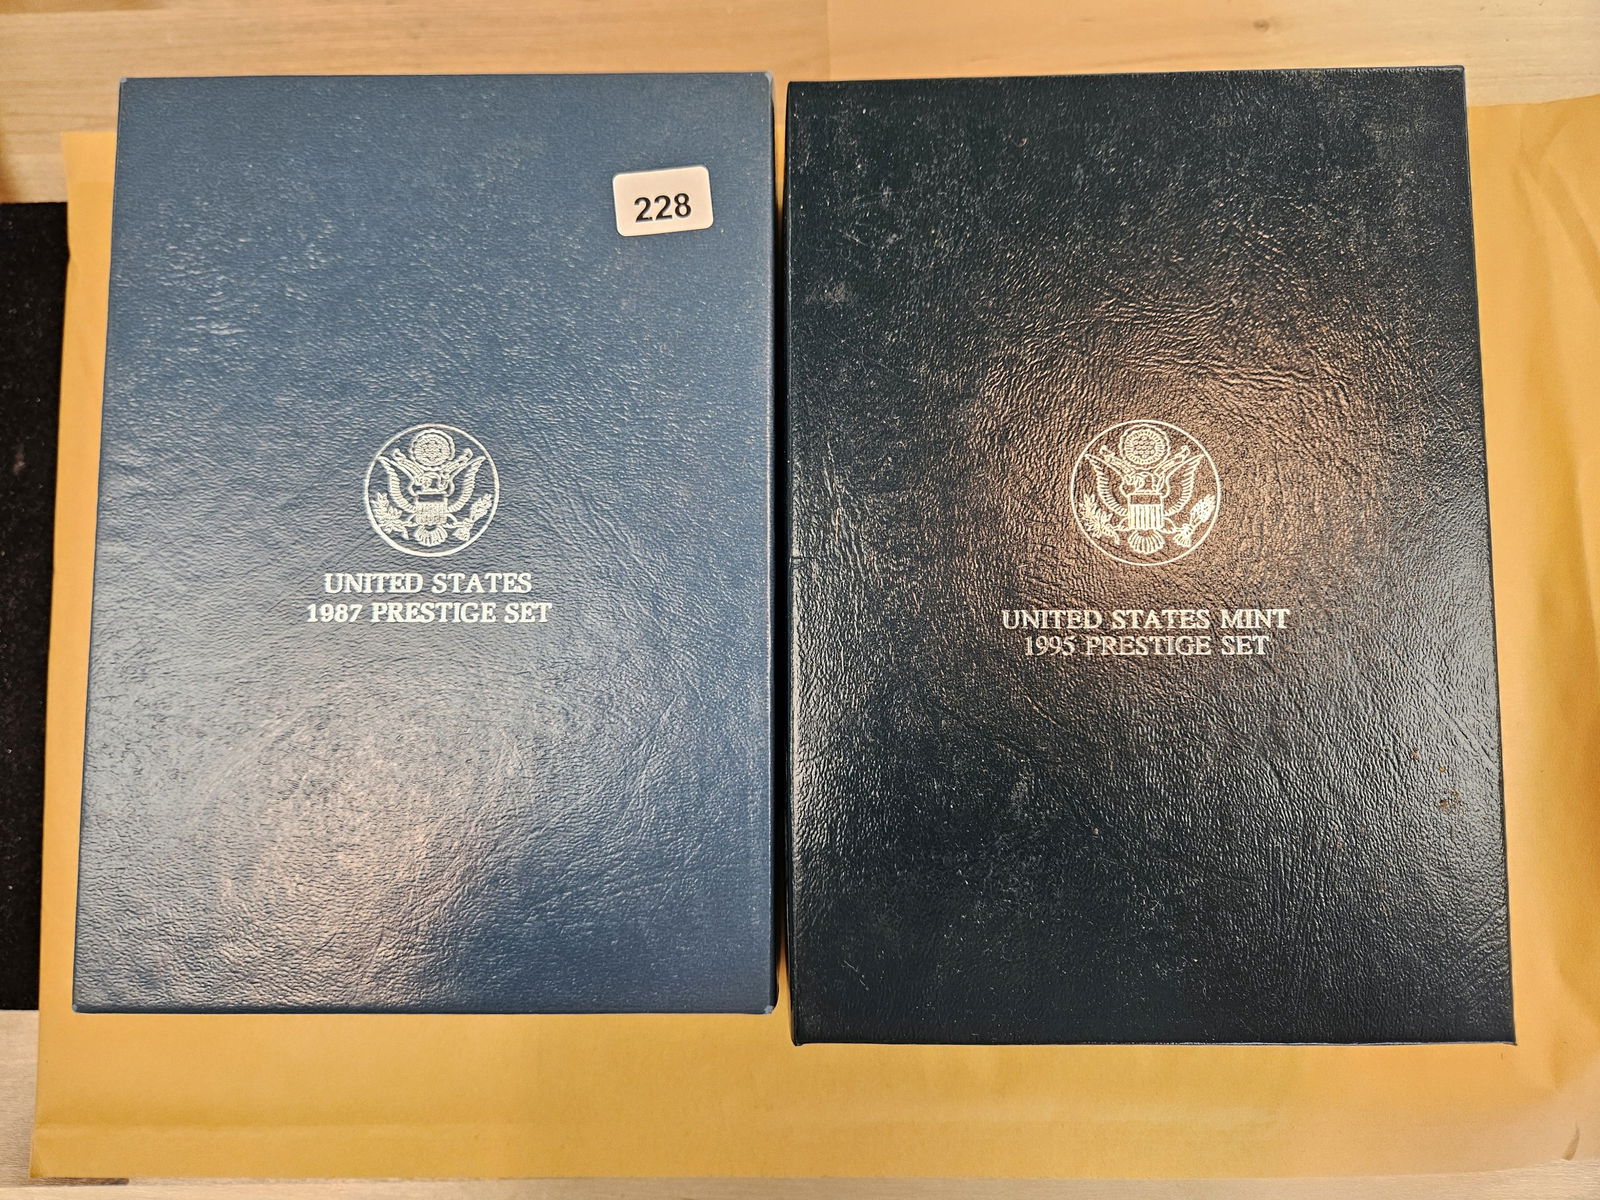 228
UNITED STATES
1987 PRESTIGE SET
UNITED STATES MINT
1995 PRESTIGE SET